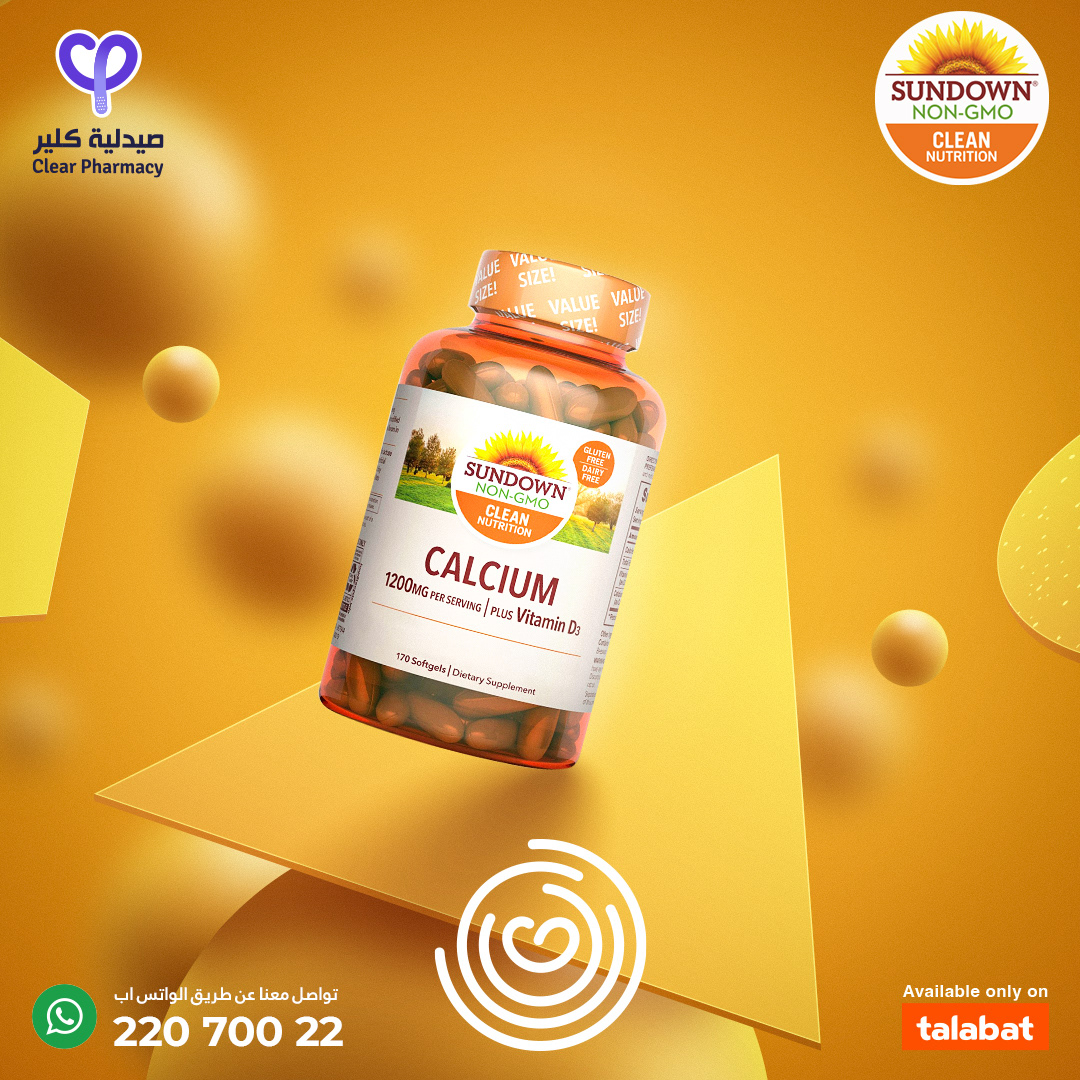 صيدلية كلير
Clear Pharmacy
SUNDOWN®
NON-GMO
CLEAN
NUTRITION
VALUE
SIZE!
VALUE
SIZE!
VALUE
SIZE!
GLUTEN
FREE
DAIRY
FREE
SUNDOWN®
NON-GMO
CLEAN
NUTRITION
CALCIUM
1200MG PER SERVING | PLUS Vitamin D3
170 Softgels | Dietary Supplement
تواصل معنا عن طريق الواتس اب
220 700 22
Available only on
talabat